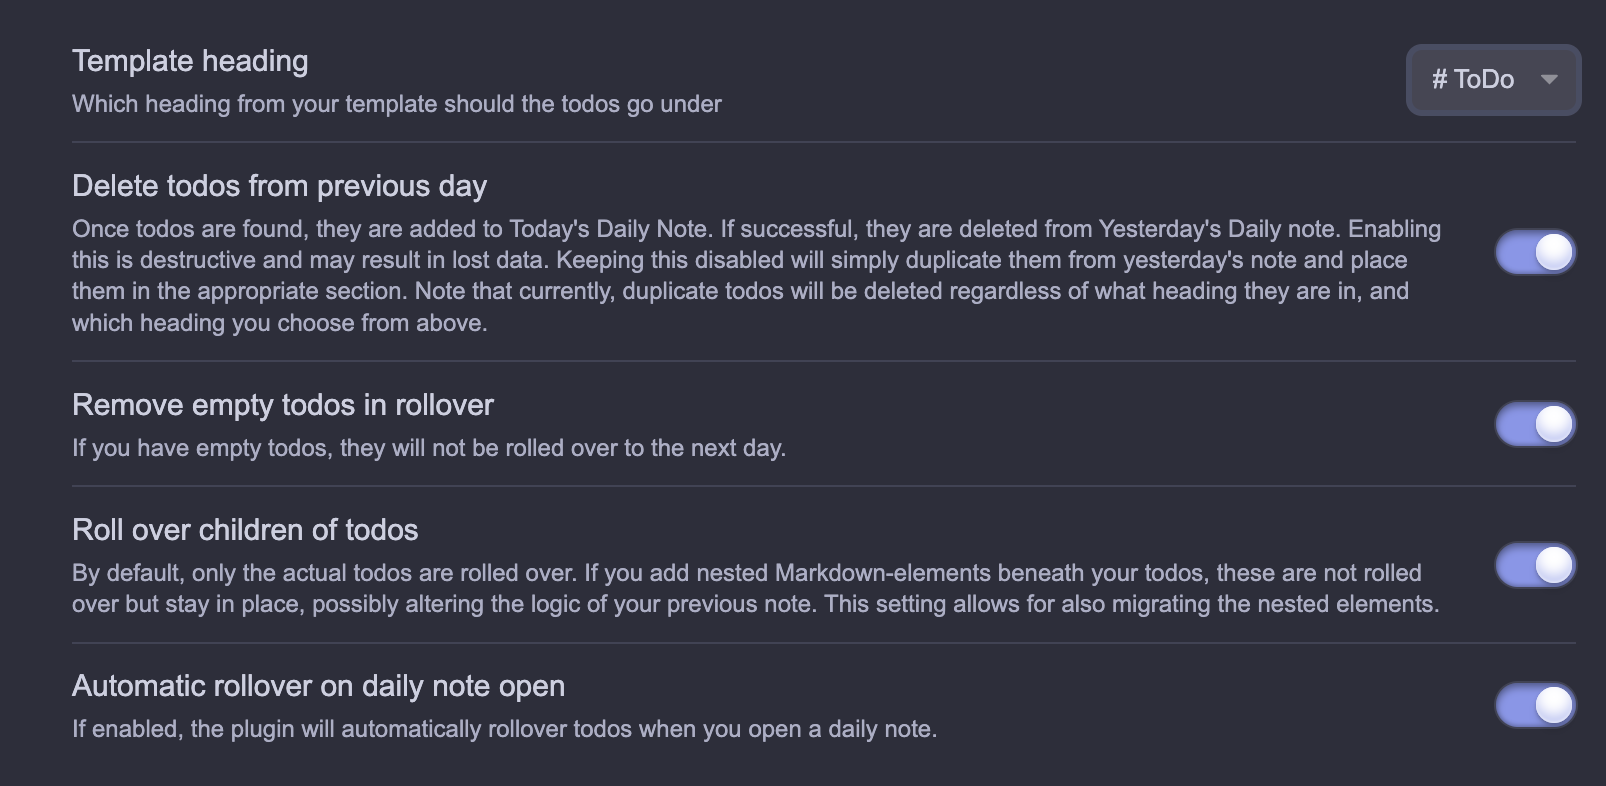 Template heading
# ToDo
Which heading from your template should the todos go under
Delete todos from previous day
Once todos are found, they are added to Today's Daily Note. If successful, they are deleted from Yesterday's Daily note. Enabling
this is destructive and may result in lost data. Keeping this disabled will simply duplicate them from yesterday's note and place
them in the appropriate section. Note that currently, duplicate todos will be deleted regardless of what heading they are in, and
which heading you choose from above.
Remove empty todos in rollover
If you have empty todos, they will not be rolled over to the next day.
Roll over children of todos
By default, only the actual todos are rolled over. If you add nested Markdown-elements beneath your todos, these are not rolled
over but stay in place, possibly altering the logic of your previous note. This setting allows for also migrating the nested elements.
Automatic rollover on daily note open
If enabled, the plugin will automatically rollover todos when you open a daily note.